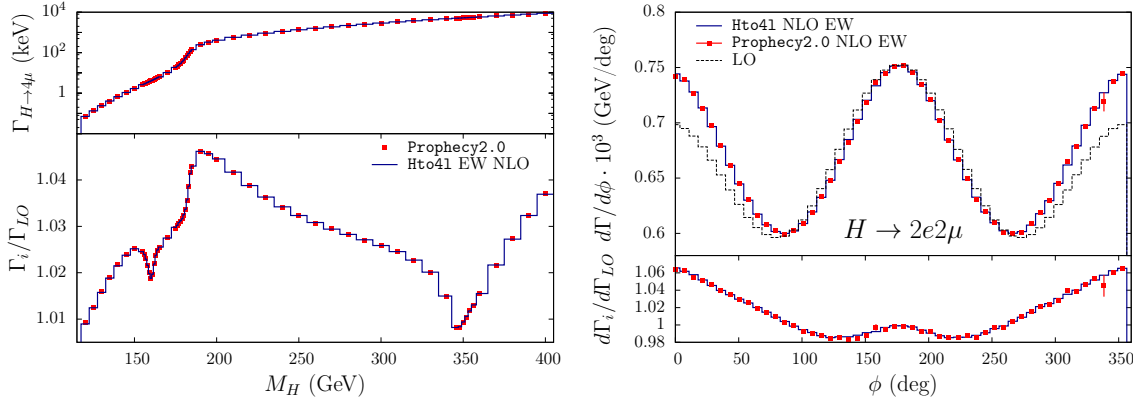 Γ_{H→4μ} (keV)
10^4
10^2
1
Prophecy2.0
Hto4l EW NLO
Γ_i/Γ_{LO}
1.04
1.03
1.02
1.01
150 200 250 300 350 400
M_H (GeV)
Hto4l NLO EW
Prophecy2.0 NLO EW
LO
dΓ/dϕ · 10^3 (GeV/deg)
0.8
0.75
0.7
0.65
0.6
H → 2e2μ
dΓ_i/dΓ_{LO}
1.06
1.04
1.02
1
0.98
0 50 100 150 200 250 300 350
ϕ (deg)